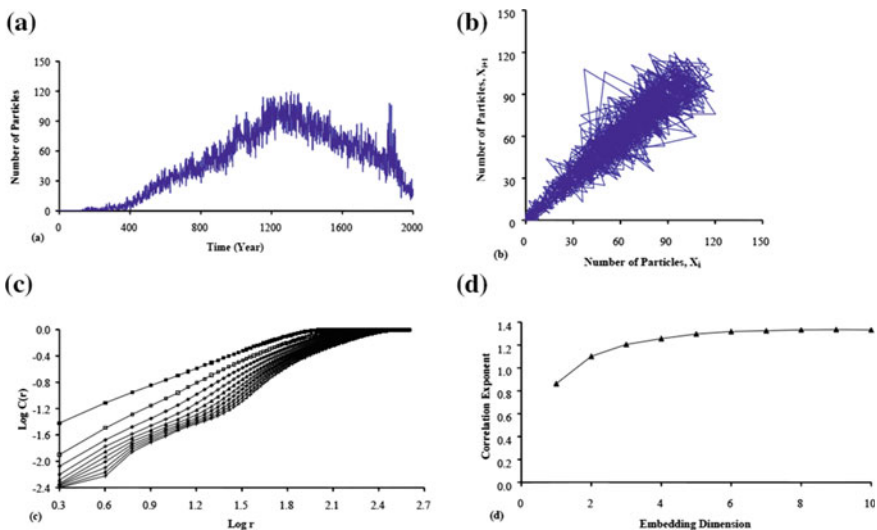 (a)
150
120
90
60
30
0
Number of Particles
0 400 800 1200 1600 2000
Time (Year)
(a)
(b)
150
120
90
60
30
0
Number of Particles, Xᵢ₊₁
0 30 60 90 120 150
Number of Particles, Xᵢ
(b)
(c)
0.0
-0.4
-0.8
-1.2
-1.6
-2.0
-2.4
Log C(r)
0.3 0.6 0.9 1.2 1.5 1.8 2.1 2.4 2.7
Log r
(c)
(d)
1.4
1.2
1.0
0.8
0.6
0.4
0.2
0.0
Correlation Exponent
0 2 4 6 8 10
Embedding Dimension
(d)